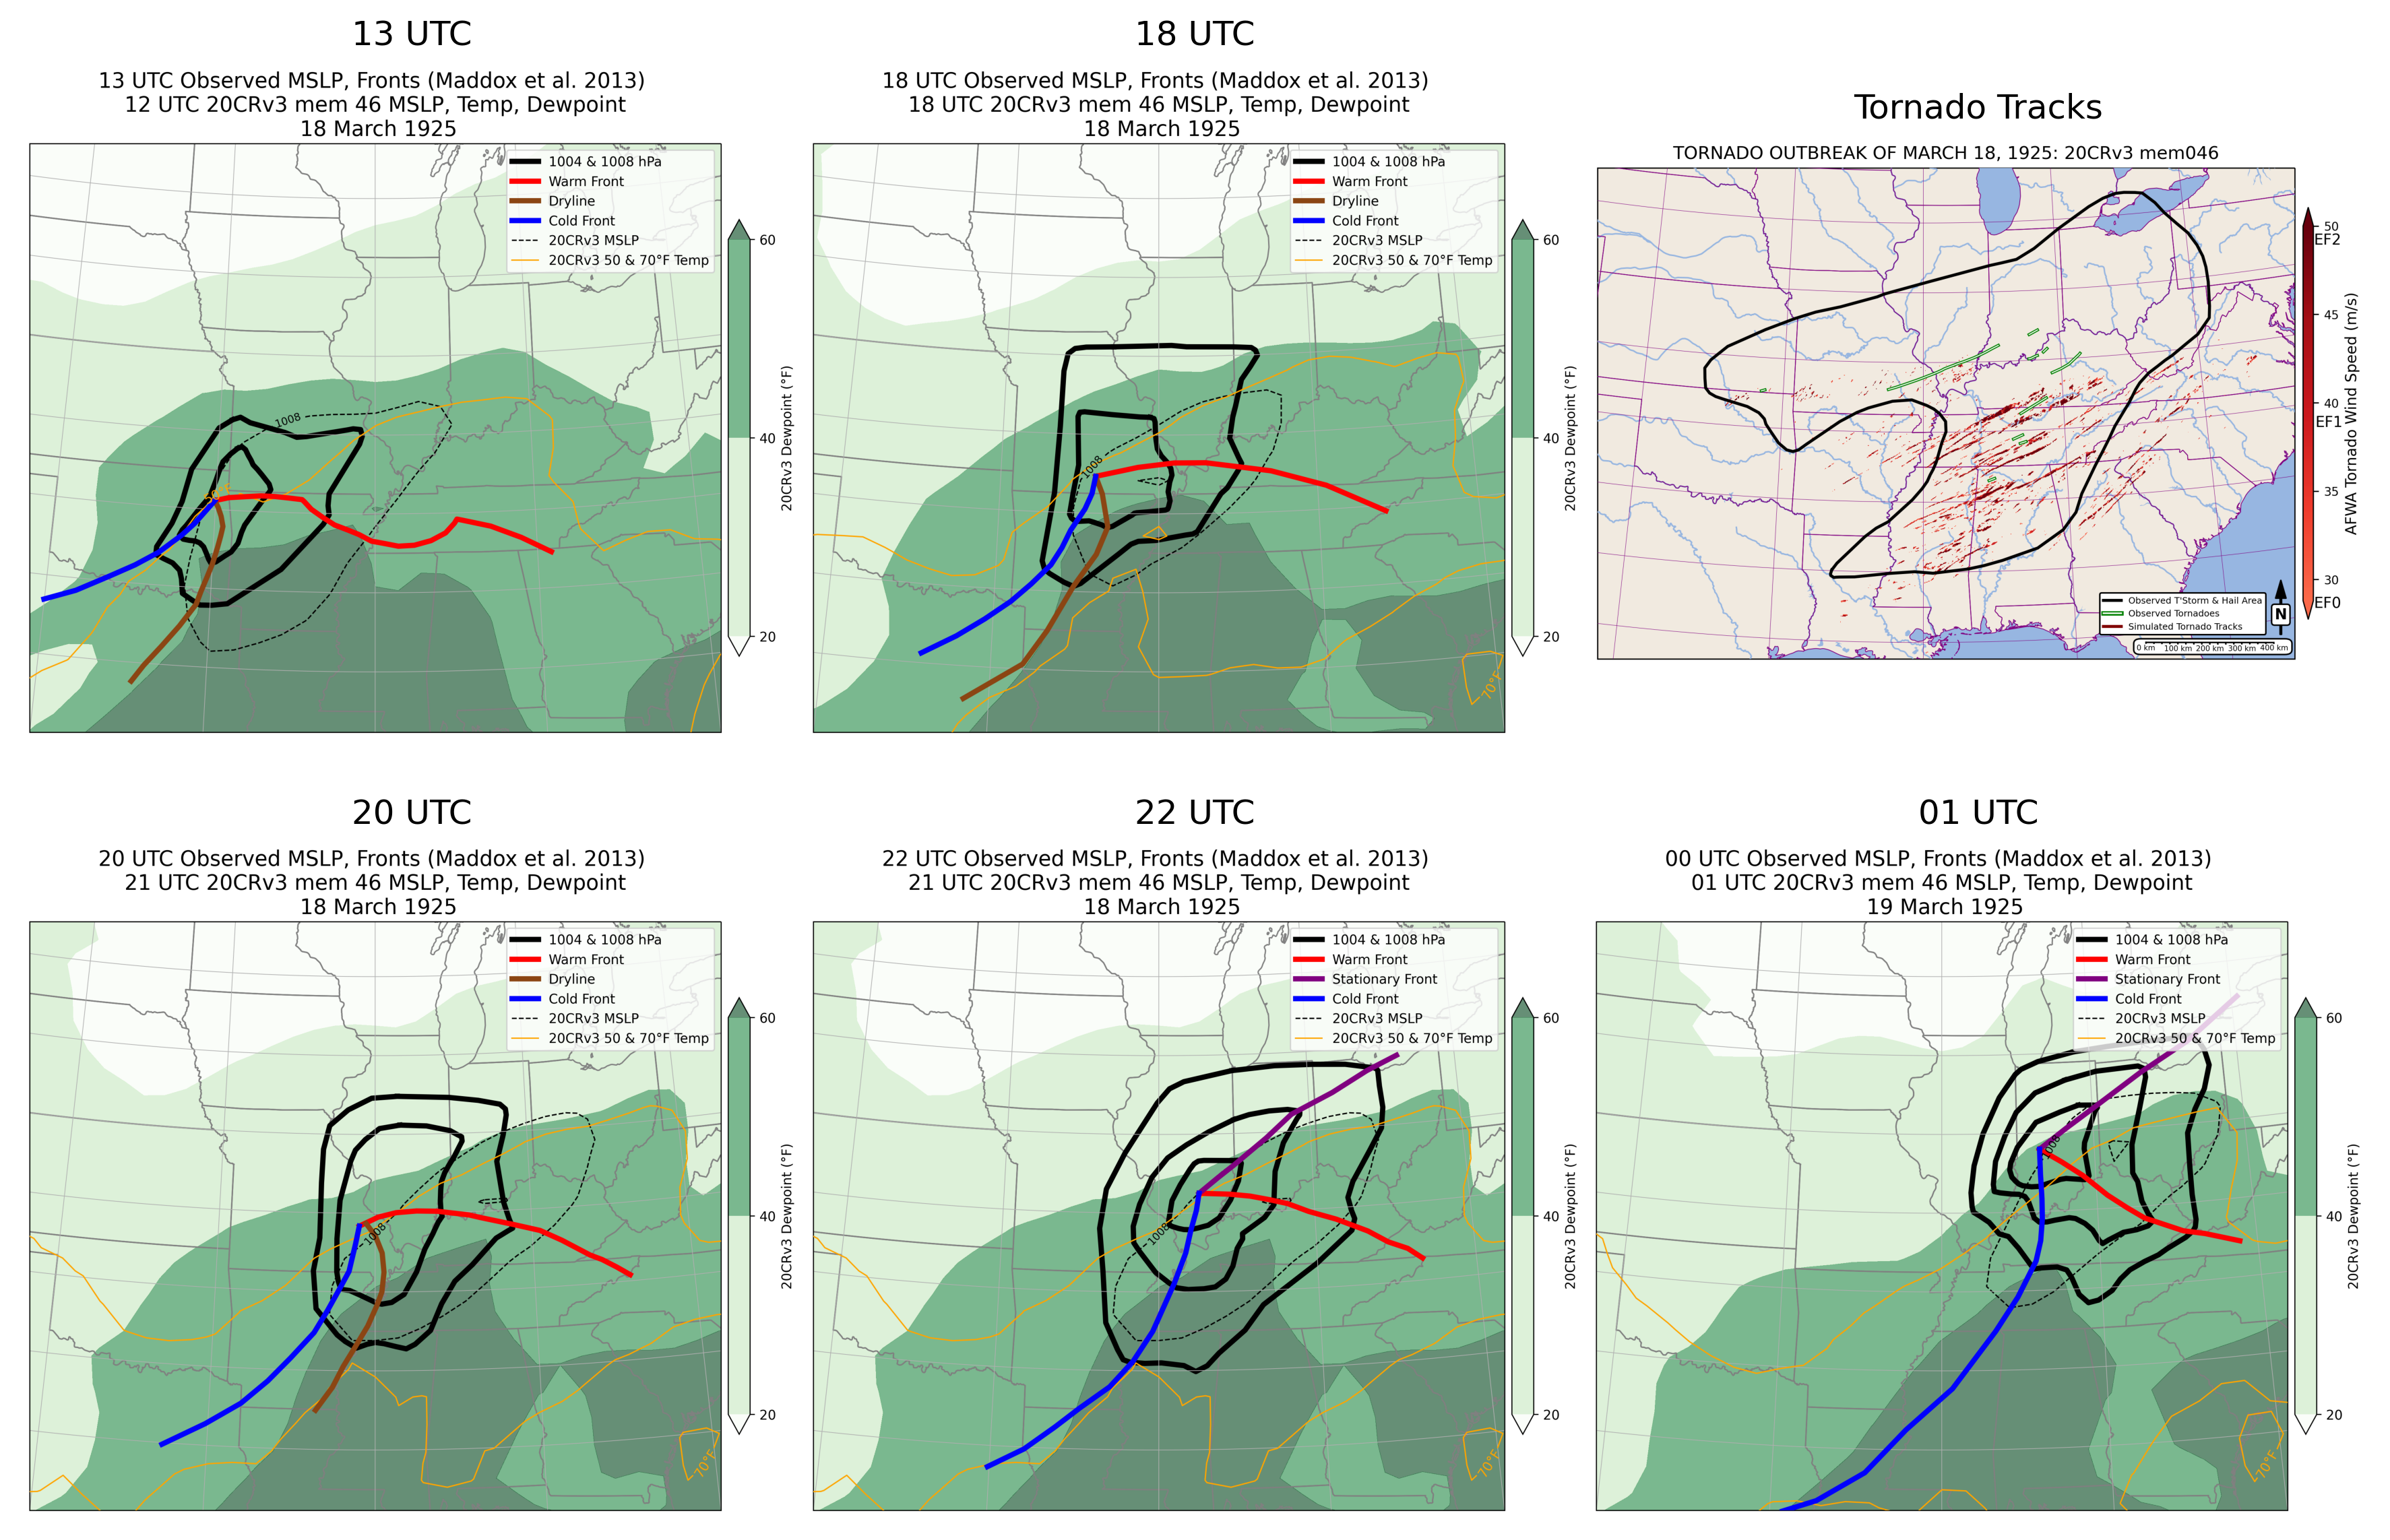 13 UTC
13 UTC Observed MSLP, Fronts (Maddox et al. 2013)
12 UTC 20CRv3 mem 46 MSLP, Temp, Dewpoint
18 March 1925
1004 & 1008 hPa
Warm Front
Dryline
Cold Front
20CRv3 MSLP
20CRv3 50 & 70°F Temp
1008
60
40
20
20CRv3 Dewpoint (°F)
18 UTC
18 UTC Observed MSLP, Fronts (Maddox et al. 2013)
18 UTC 20CRv3 mem 46 MSLP, Temp, Dewpoint
18 March 1925
1004 & 1008 hPa
Warm Front
Dryline
Cold Front
20CRv3 MSLP
20CRv3 50 & 70°F Temp
1008
70°F
60
40
20
20CRv3 Dewpoint (°F)
Tornado Tracks
TORNADO OUTBREAK OF MARCH 18, 1925: 20CRv3 mem046
Observed T'Storm & Hail Area
Observed Tornadoes
Simulated Tornado Tracks
N
0 km 100 km 200 km 300 km 400 km
50
EF2
45
40
EF1
35
30
EF0
AFWA Tornado Wind Speed (m/s)
20 UTC
20 UTC Observed MSLP, Fronts (Maddox et al. 2013)
21 UTC 20CRv3 mem 46 MSLP, Temp, Dewpoint
18 March 1925
1004 & 1008 hPa
Warm Front
Dryline
Cold Front
20CRv3 MSLP
20CRv3 50 & 70°F Temp
1008
70°F
60
40
20
20CRv3 Dewpoint (°F)
22 UTC
22 UTC Observed MSLP, Fronts (Maddox et al. 2013)
21 UTC 20CRv3 mem 46 MSLP, Temp, Dewpoint
18 March 1925
1004 & 1008 hPa
Warm Front
Stationary Front
Cold Front
20CRv3 MSLP
20CRv3 50 & 70°F Temp
1008
70°F
60
40
20
20CRv3 Dewpoint (°F)
01 UTC
00 UTC Observed MSLP, Fronts (Maddox et al. 2013)
01 UTC 20CRv3 mem 46 MSLP, Temp, Dewpoint
19 March 1925
1004 & 1008 hPa
Warm Front
Stationary Front
Cold Front
20CRv3 MSLP
20CRv3 50 & 70°F Temp
1008
70°F
60
40
20
20CRv3 Dewpoint (°F)